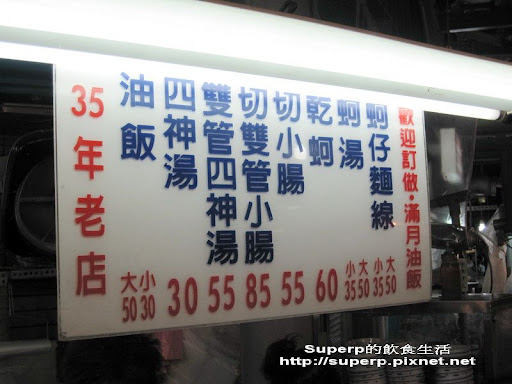 歡迎訂做‧滿月油飯
蚵仔麵線 小35 大50
蚵湯 小35 大50
乾蚵 60
切小腸 55
切雙管小腸 85
雙管四神湯 55
四神湯 30
油飯 大50 小30
35年老店
Superp的飲食生活
http://superp.pixnet.net